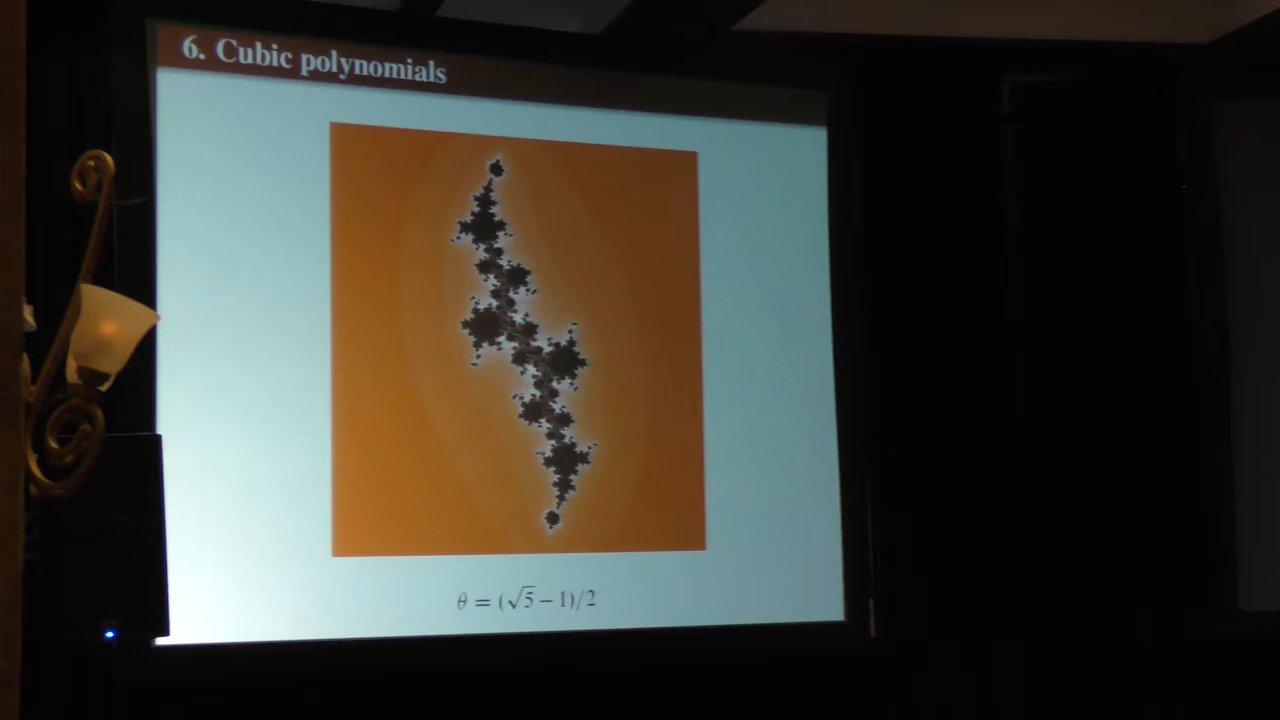 6. Cubic polynomials
θ = (√5 − 1)/2